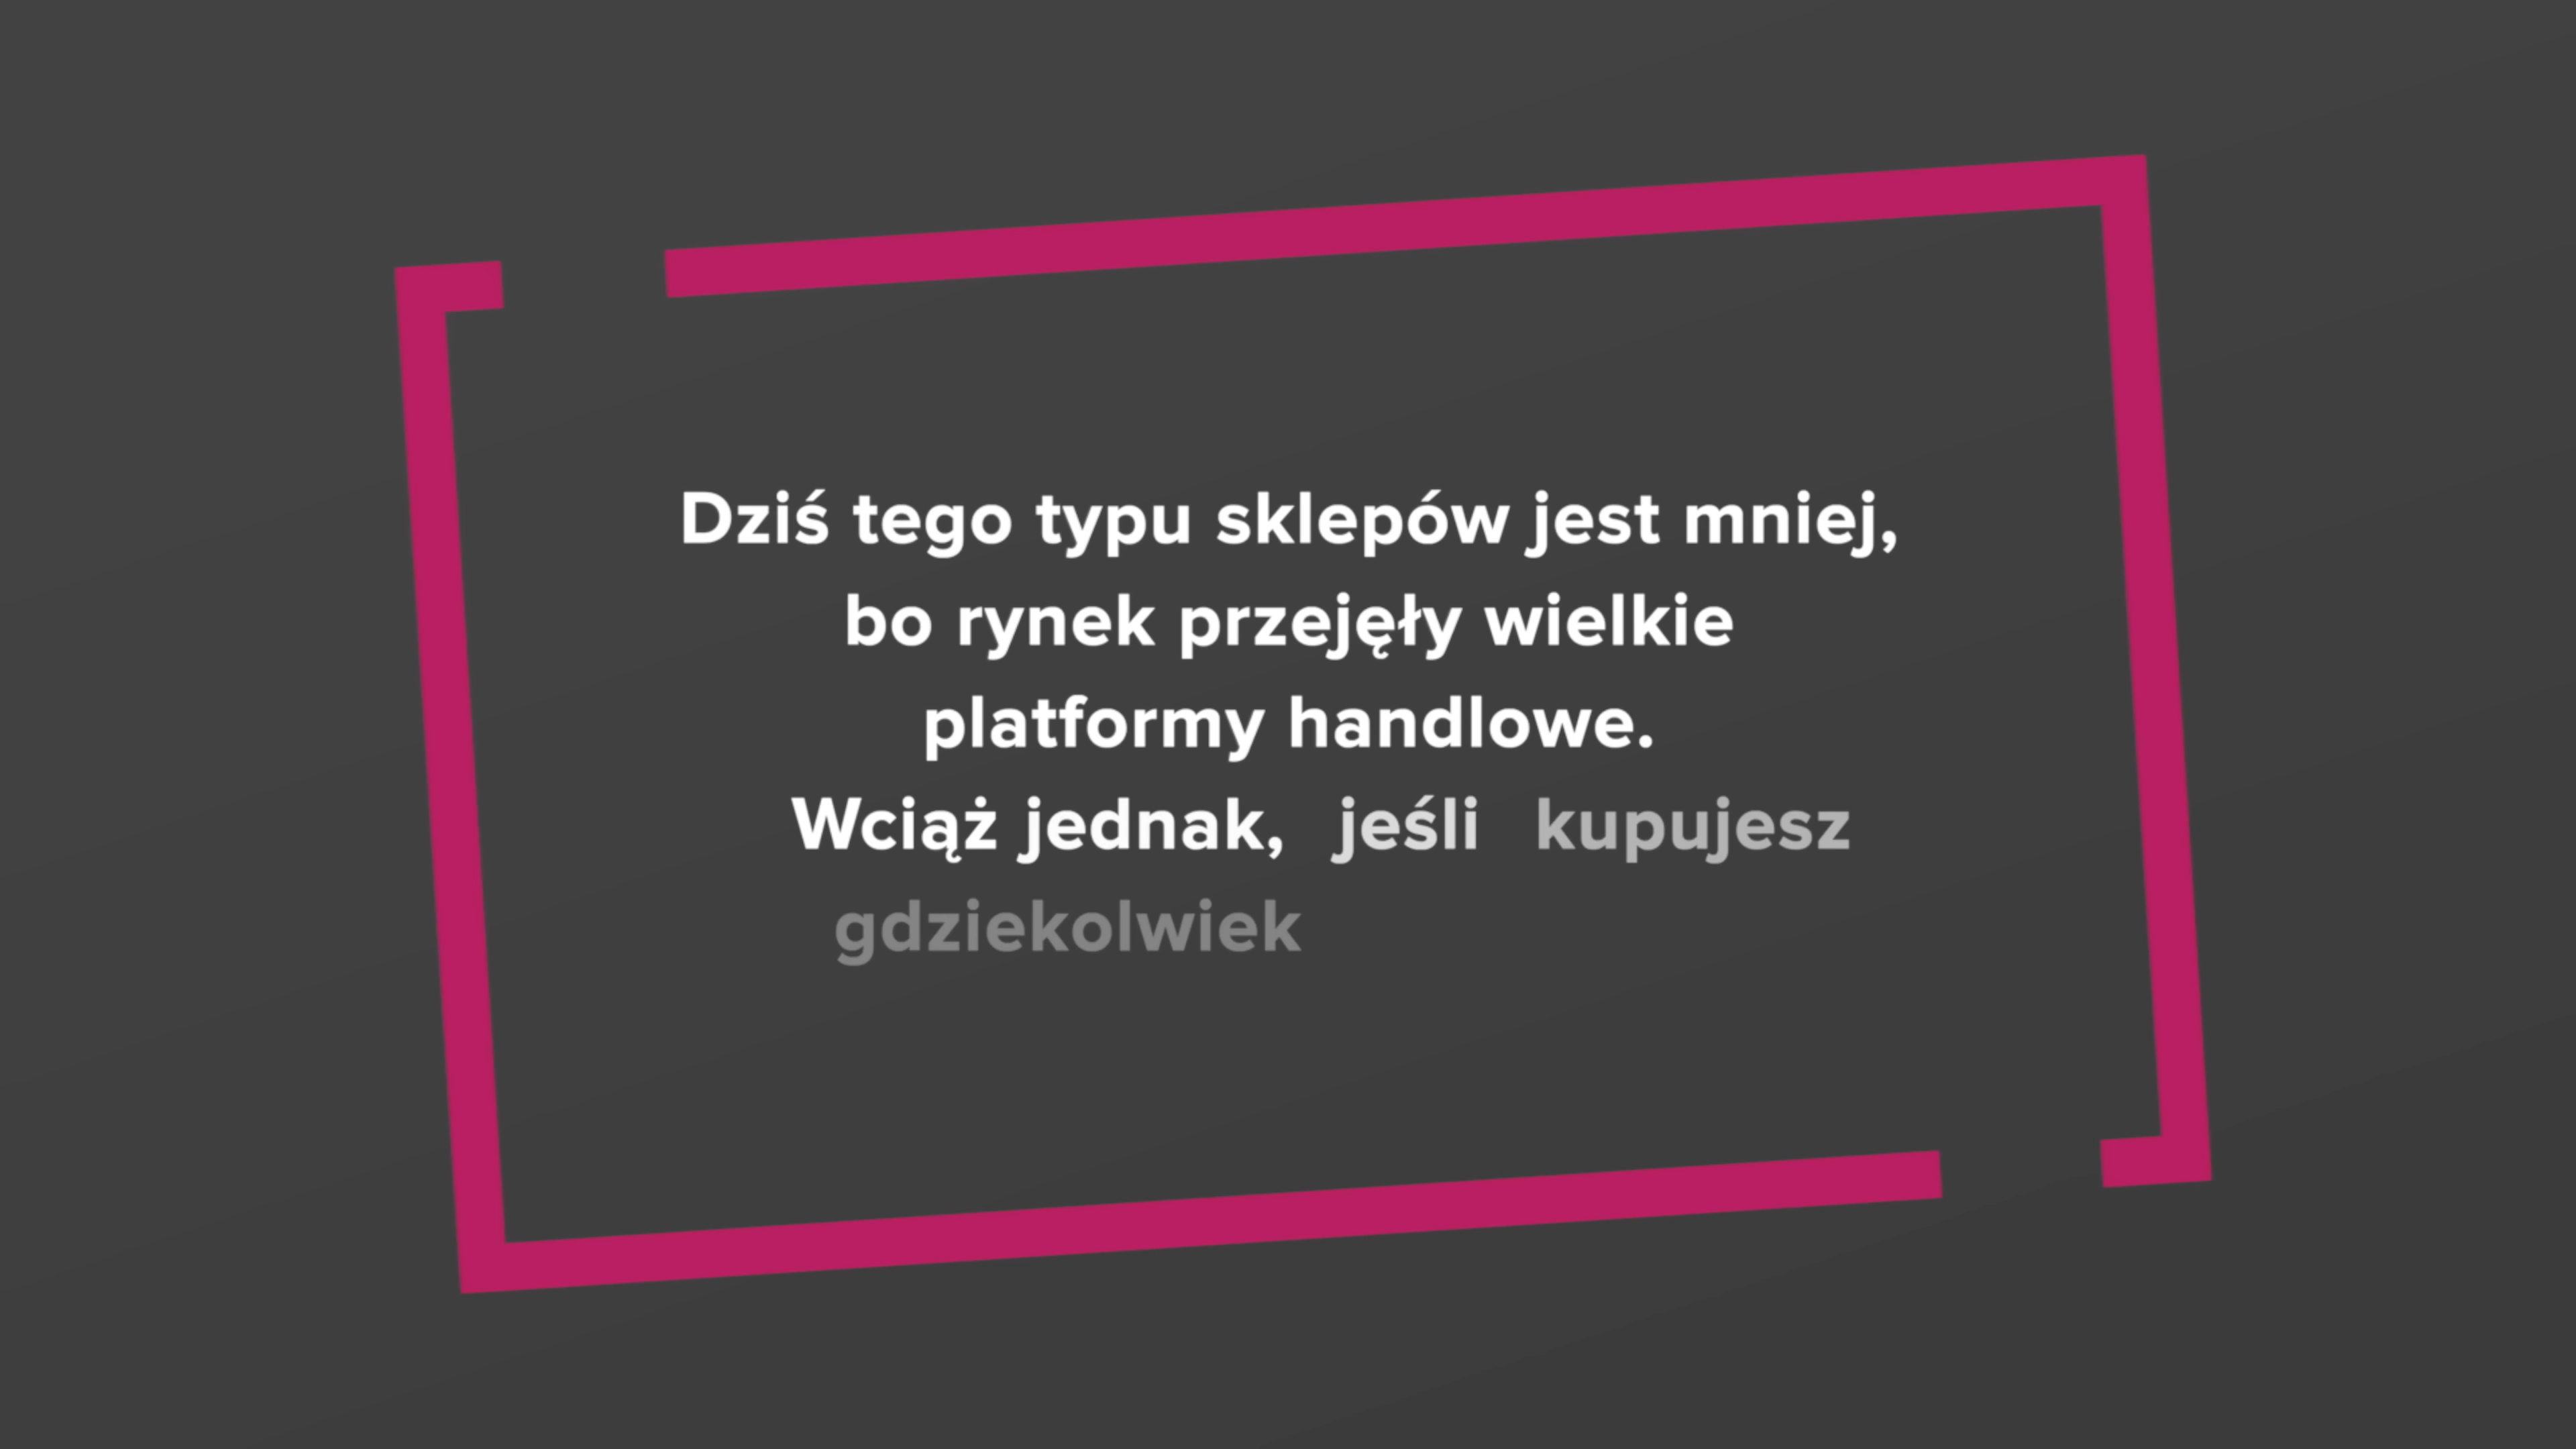 Dziś tego typu sklepów jest mniej,
bo rynek przejęły wielkie
platformy handlowe.
Wciąż jednak, jeśli kupujesz
gdziekolwiek